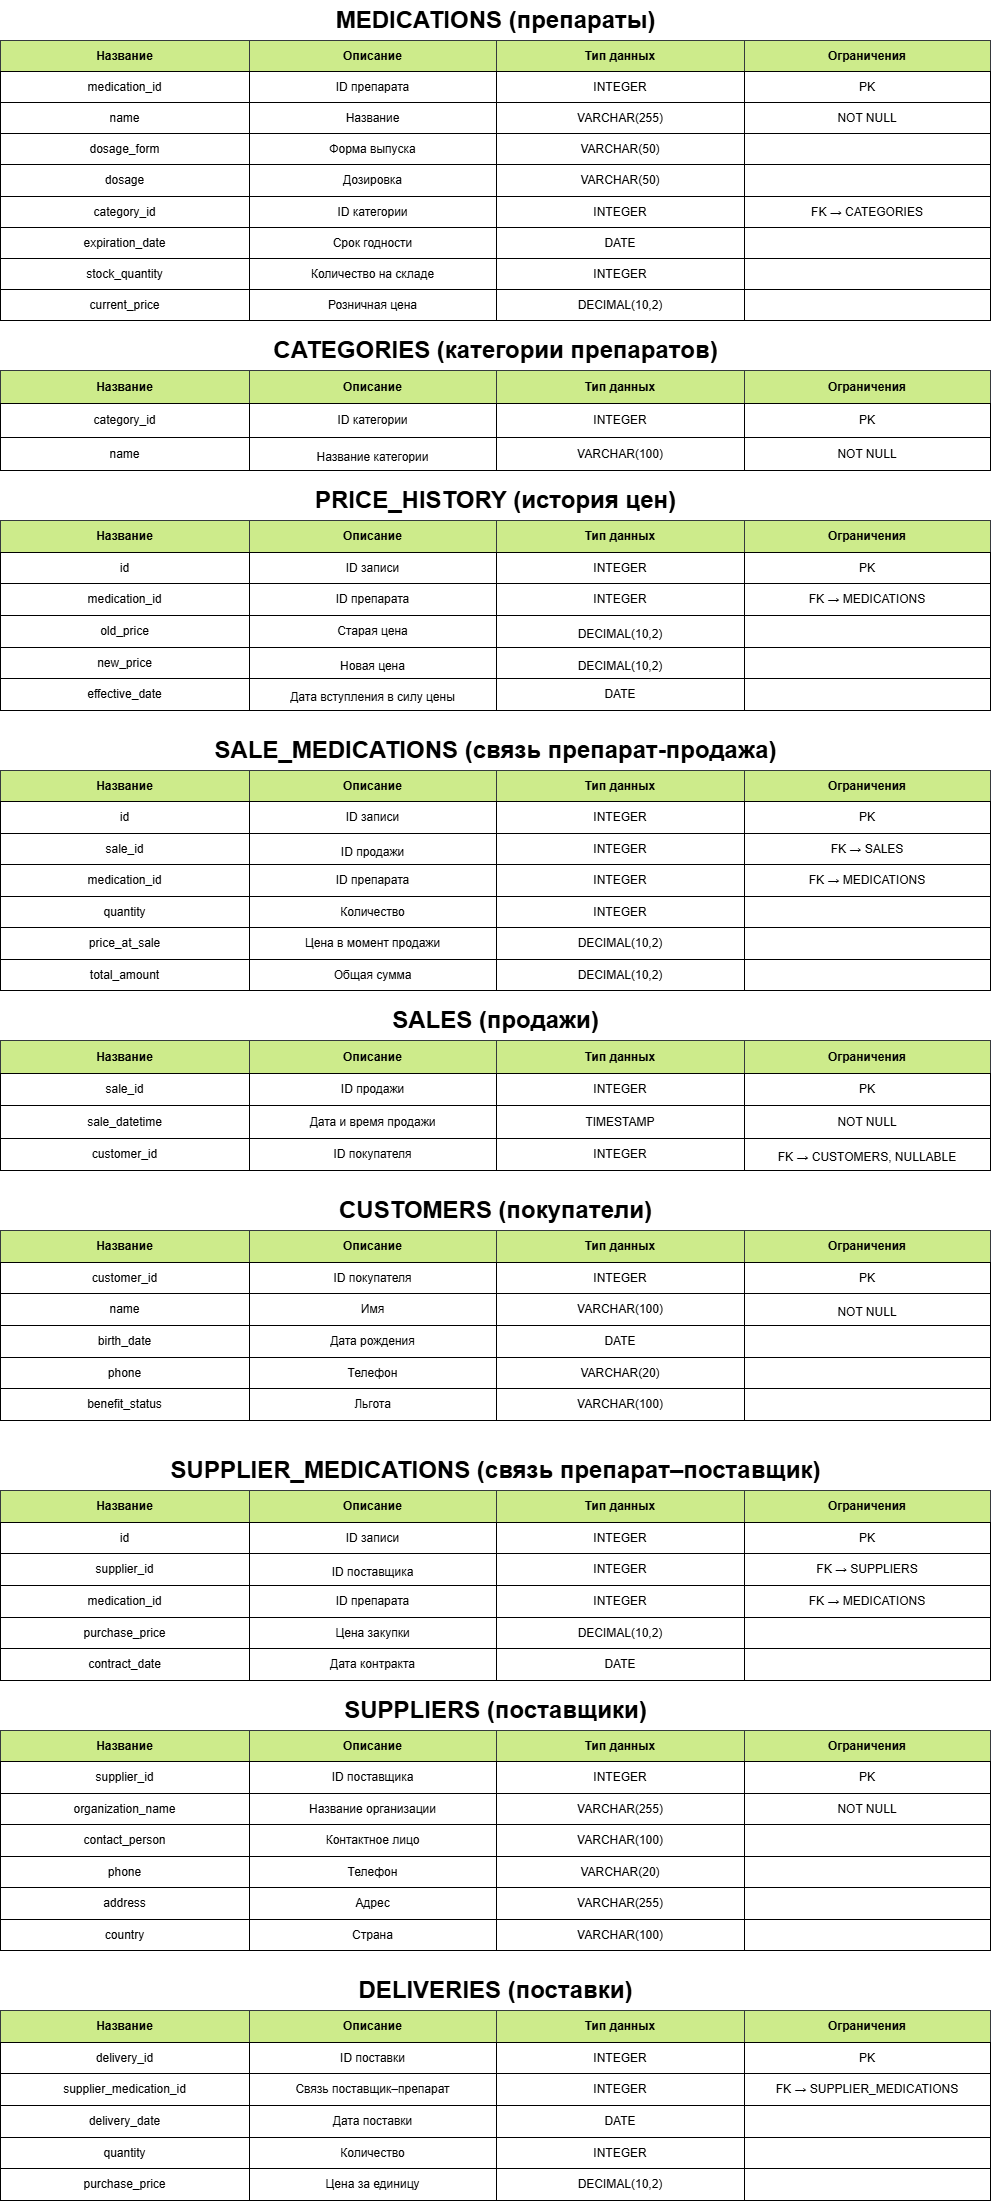 MEDICATIONS (препараты)
Название Описание Тип данных Ограничения
medication_id ID препарата INTEGER PK
name Название VARCHAR(255) NOT NULL
dosage_form Форма выпуска VARCHAR(50)
dosage Дозировка VARCHAR(50)
category_id ID категории INTEGER FK → CATEGORIES
expiration_date Срок годности DATE
stock_quantity Количество на складе INTEGER
current_price Розничная цена DECIMAL(10,2)
CATEGORIES (категории препаратов)
Название Описание Тип данных Ограничения
category_id ID категории INTEGER PK
name Название категории VARCHAR(100) NOT NULL
PRICE_HISTORY (история цен)
Название Описание Тип данных Ограничения
id ID записи INTEGER PK
medication_id ID препарата INTEGER FK → MEDICATIONS
old_price Старая цена DECIMAL(10,2)
new_price Новая цена DECIMAL(10,2)
effective_date Дата вступления в силу цены DATE
SALE_MEDICATIONS (связь препарат-продажа)
Название Описание Тип данных Ограничения
id ID записи INTEGER PK
sale_id ID продажи INTEGER FK → SALES
medication_id ID препарата INTEGER FK → MEDICATIONS
quantity Количество INTEGER
price_at_sale Цена в момент продажи DECIMAL(10,2)
total_amount Общая сумма DECIMAL(10,2)
SALES (продажи)
Название Описание Тип данных Ограничения
sale_id ID продажи INTEGER PK
sale_datetime Дата и время продажи TIMESTAMP NOT NULL
customer_id ID покупателя INTEGER FK → CUSTOMERS, NULLABLE
CUSTOMERS (покупатели)
Название Описание Тип данных Ограничения
customer_id ID покупателя INTEGER PK
name Имя VARCHAR(100) NOT NULL
birth_date Дата рождения DATE
phone Телефон VARCHAR(20)
benefit_status Льгота VARCHAR(100)
SUPPLIER_MEDICATIONS (связь препарат–поставщик)
Название Описание Тип данных Ограничения
id ID записи INTEGER PK
supplier_id ID поставщика INTEGER FK → SUPPLIERS
medication_id ID препарата INTEGER FK → MEDICATIONS
purchase_price Цена закупки DECIMAL(10,2)
contract_date Дата контракта DATE
SUPPLIERS (поставщики)
Название Описание Тип данных Ограничения
supplier_id ID поставщика INTEGER PK
organization_name Название организации VARCHAR(255) NOT NULL
contact_person Контактное лицо VARCHAR(100)
phone Телефон VARCHAR(20)
address Адрес VARCHAR(255)
country Страна VARCHAR(100)
DELIVERIES (поставки)
Название Описание Тип данных Ограничения
delivery_id ID поставки INTEGER PK
supplier_medication_id Связь поставщик–препарат INTEGER FK → SUPPLIER_MEDICATIONS
delivery_date Дата поставки DATE
quantity Количество INTEGER
purchase_price Цена за единицу DECIMAL(10,2)